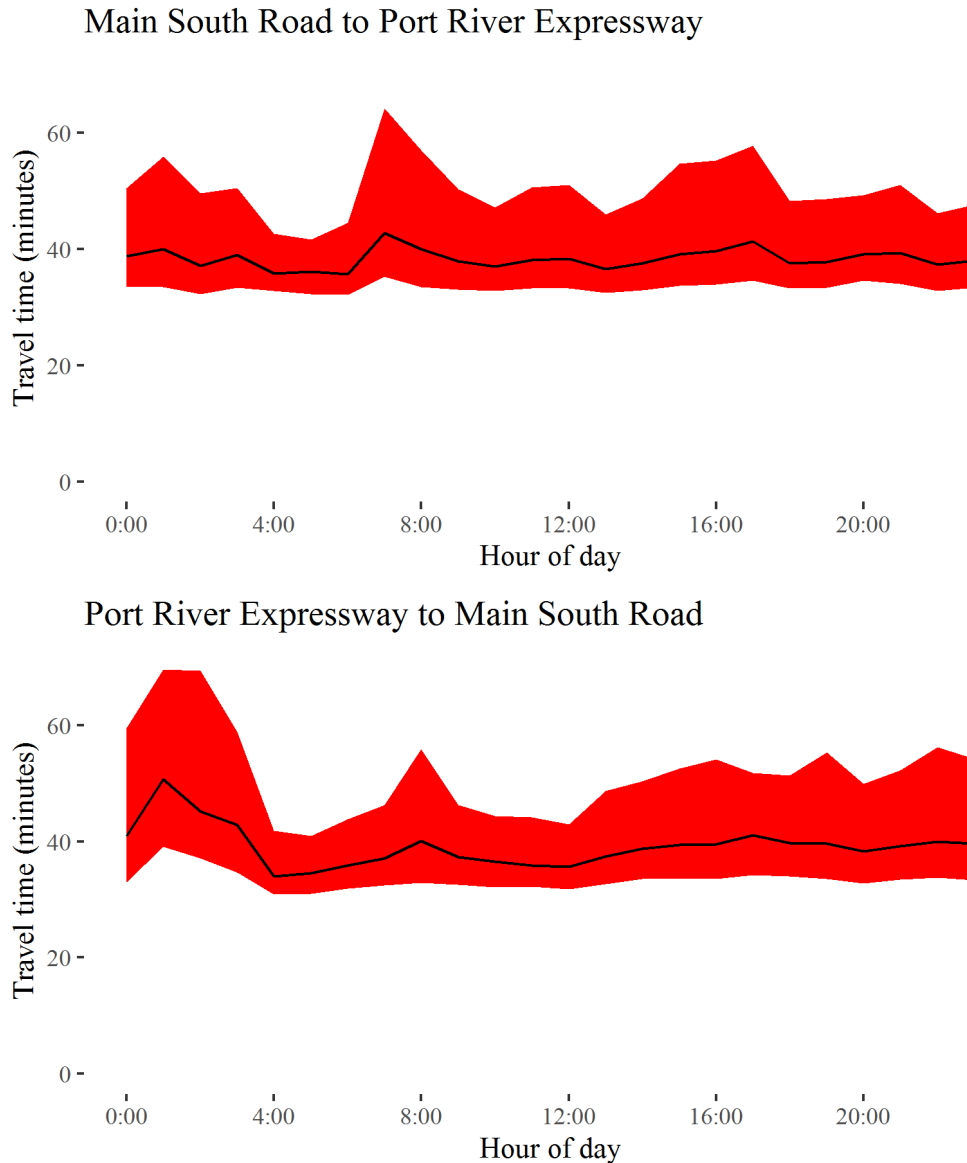 Main South Road to Port River Expressway
Travel time (minutes)
60
40
20
0
0:00 4:00 8:00 12:00 16:00 20:00
Hour of day
Port River Expressway to Main South Road
Travel time (minutes)
60
40
20
0
0:00 4:00 8:00 12:00 16:00 20:00
Hour of day